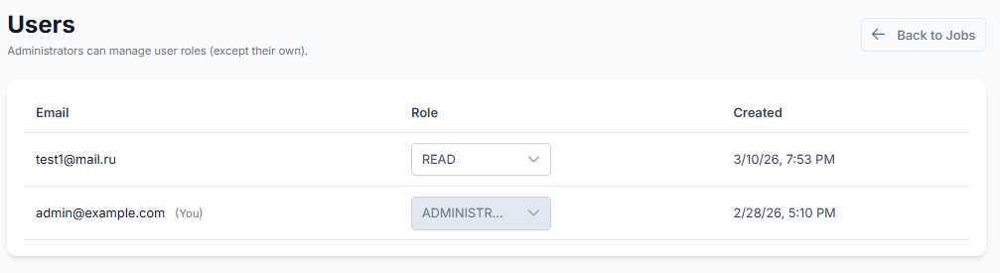 Users
Administrators can manage user roles (except their own).
← Back to Jobs
Email Role Created
test1@mail.ru READ 3/10/26, 7:53 PM
admin@example.com (You) ADMINISTR... 2/28/26, 5:10 PM